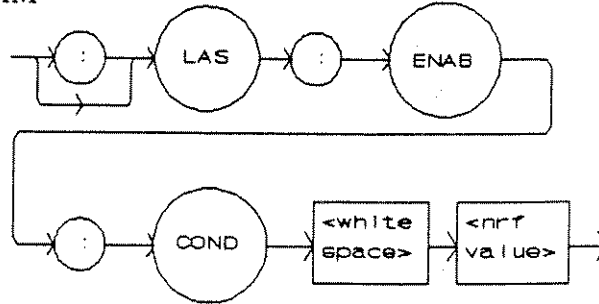 : LAS : ENAB
: COND <white space> <nrf value>